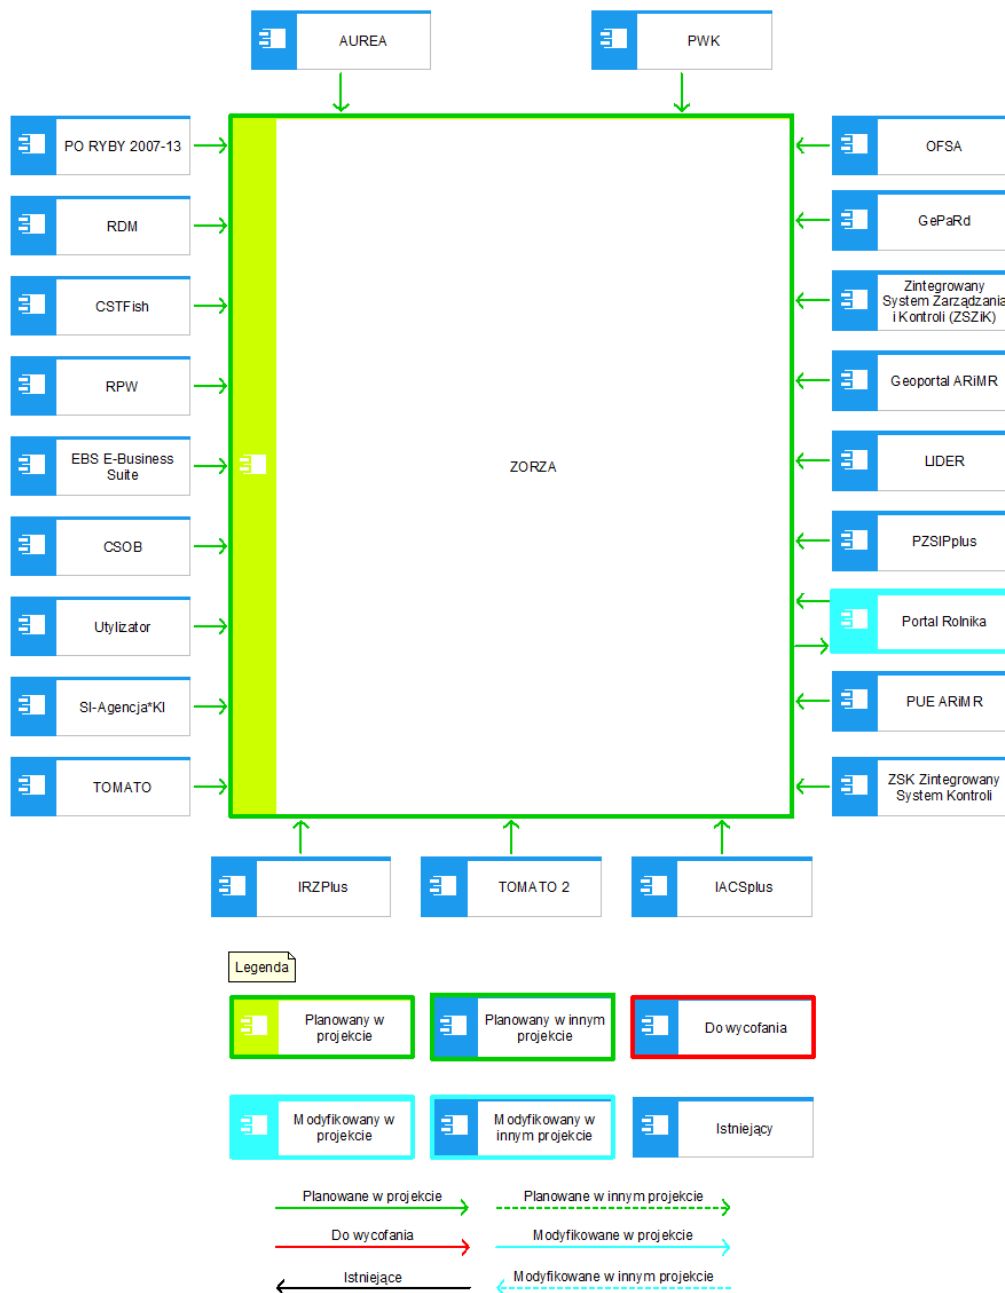 AUREA
PWK
PO RYBY 2007-13
OFSA
RDM
GePaRd
CSTFish
Zintegrowany
System Zarządzania
i Kontroli (ZSZiK)
RPW
Geoportal ARiMR
EBS E-Business
Suite
ZORZA
LIDER
CSOB
PZSIPplus
Utylizator
Portal Rolnika
SI-Agencja*KI
PUE ARiMR
TOMATO
ZSK Zintegrowany
System Kontroli
IRZPlus
TOMATO 2
IACSplus
Legenda
Planowany w
projekcie
Planowany w innym
projekcie
Do wycofania
Modyfikowany w
projekcie
Modyfikowany w
innym projekcie
Istniejący
Planowane w projekcie
Planowane w innym projekcie
Do wycofania
Modyfikowane w projekcie
Istniejące
Modyfikowane w innym projekcie